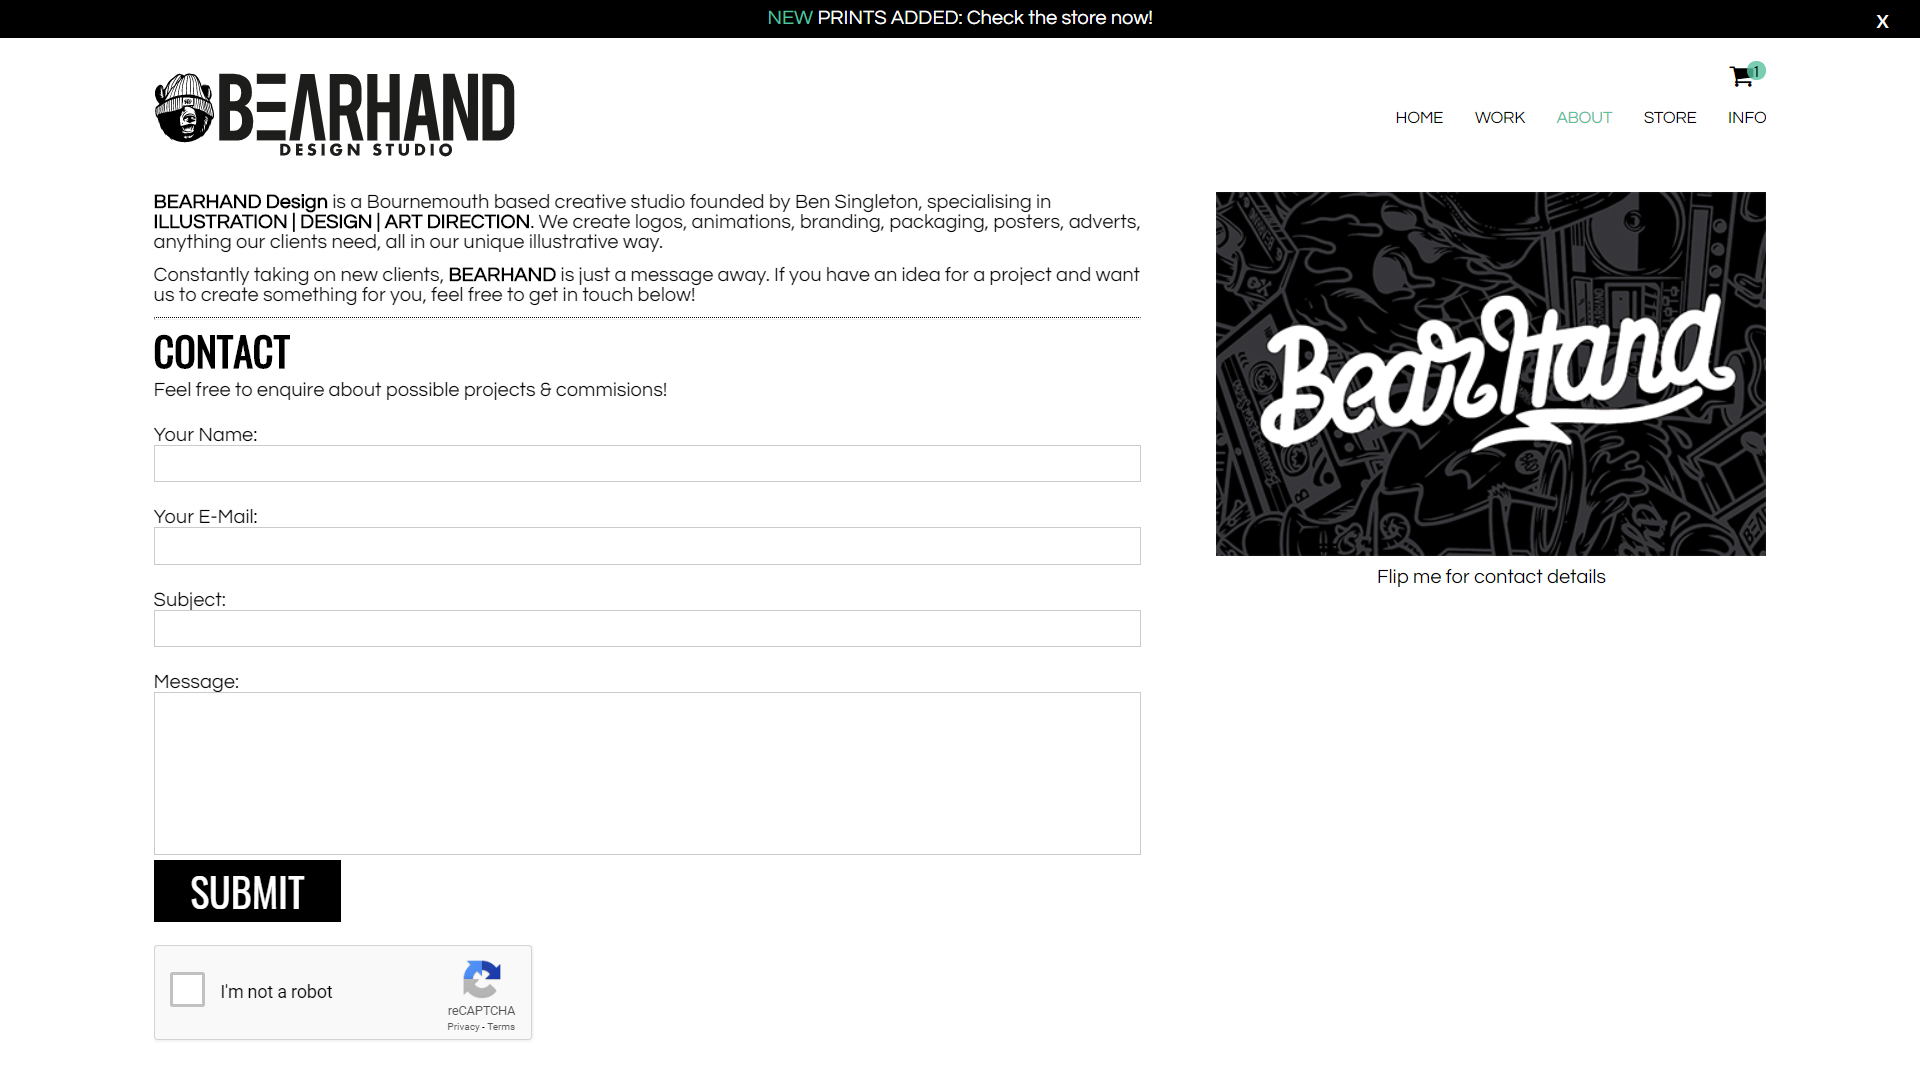 NEW PRINTS ADDED: Check the store now!
X
BEARHAND
DESIGN STUDIO
1
HOME WORK ABOUT STORE INFO
BEARHAND Design is a Bournemouth based creative studio founded by Ben Singleton, specialising in
ILLUSTRATION | DESIGN | ART DIRECTION. We create logos, animations, branding, packaging, posters, adverts,
anything our clients need, all in our unique illustrative way.
Constantly taking on new clients, BEARHAND is just a message away. If you have an idea for a project and want
us to create something for you, feel free to get in touch below!
BearHand
Flip me for contact details
CONTACT
Feel free to enquire about possible projects & commisions!
Your Name:
Your E-Mail:
Subject:
Message:
SUBMIT
I'm not a robot
reCAPTCHA
Privacy - Terms